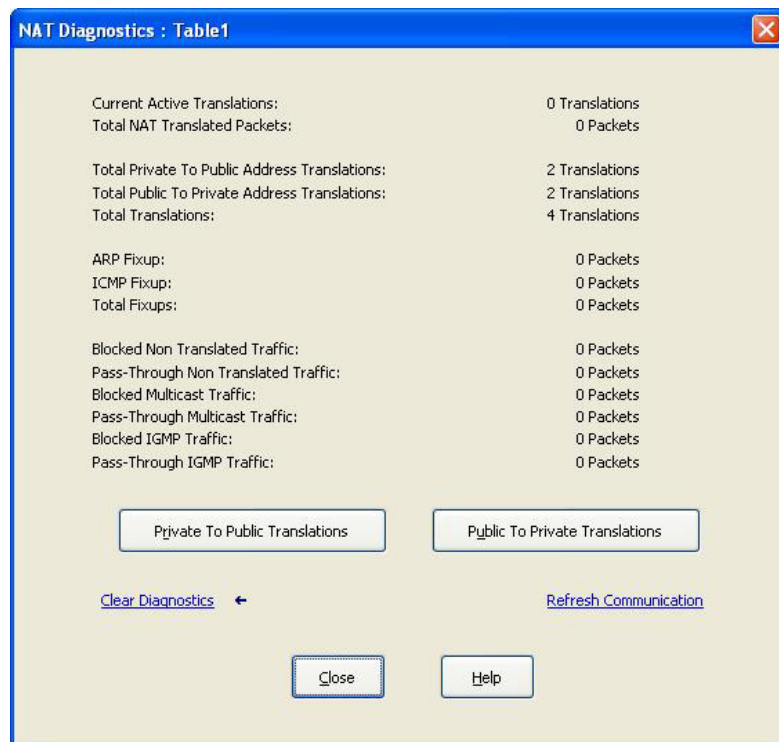 NAT Diagnostics : Table1
Current Active Translations: 0 Translations
Total NAT Translated Packets: 0 Packets
Total Private To Public Address Translations: 2 Translations
Total Public To Private Address Translations: 2 Translations
Total Translations: 4 Translations
ARP Fixup: 0 Packets
ICMP Fixup: 0 Packets
Total Fixups: 0 Packets
Blocked Non Translated Traffic: 0 Packets
Pass-Through Non Translated Traffic: 0 Packets
Blocked Multicast Traffic: 0 Packets
Pass-Through Multicast Traffic: 0 Packets
Blocked IGMP Traffic: 0 Packets
Pass-Through IGMP Traffic: 0 Packets
Private To Public Translations Public To Private Translations
Clear Diagnostics ← Refresh Communication
Close Help